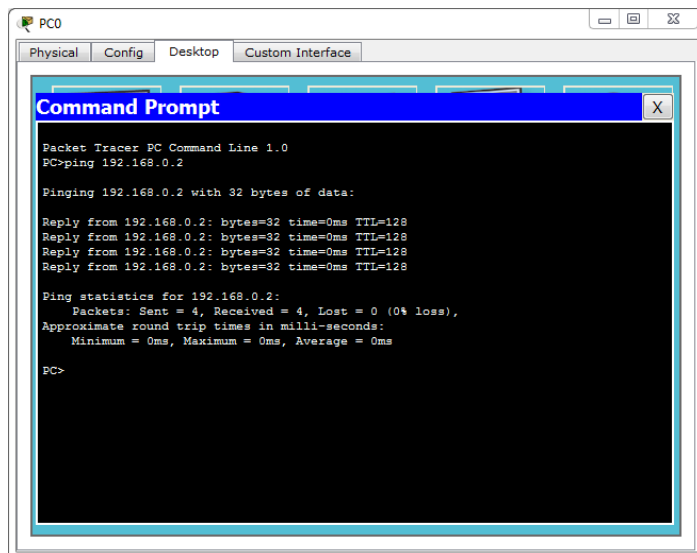 PC0
Physical Config Desktop Custom Interface
Command Prompt
X
Packet Tracer PC Command Line 1.0
PC>ping 192.168.0.2
Pinging 192.168.0.2 with 32 bytes of data:
Reply from 192.168.0.2: bytes=32 time=0ms TTL=128
Reply from 192.168.0.2: bytes=32 time=0ms TTL=128
Reply from 192.168.0.2: bytes=32 time=0ms TTL=128
Reply from 192.168.0.2: bytes=32 time=0ms TTL=128
Ping statistics for 192.168.0.2:
Packets: Sent = 4, Received = 4, Lost = 0 (0% loss),
Approximate round trip times in milli-seconds:
Minimum = 0ms, Maximum = 0ms, Average = 0ms
PC>